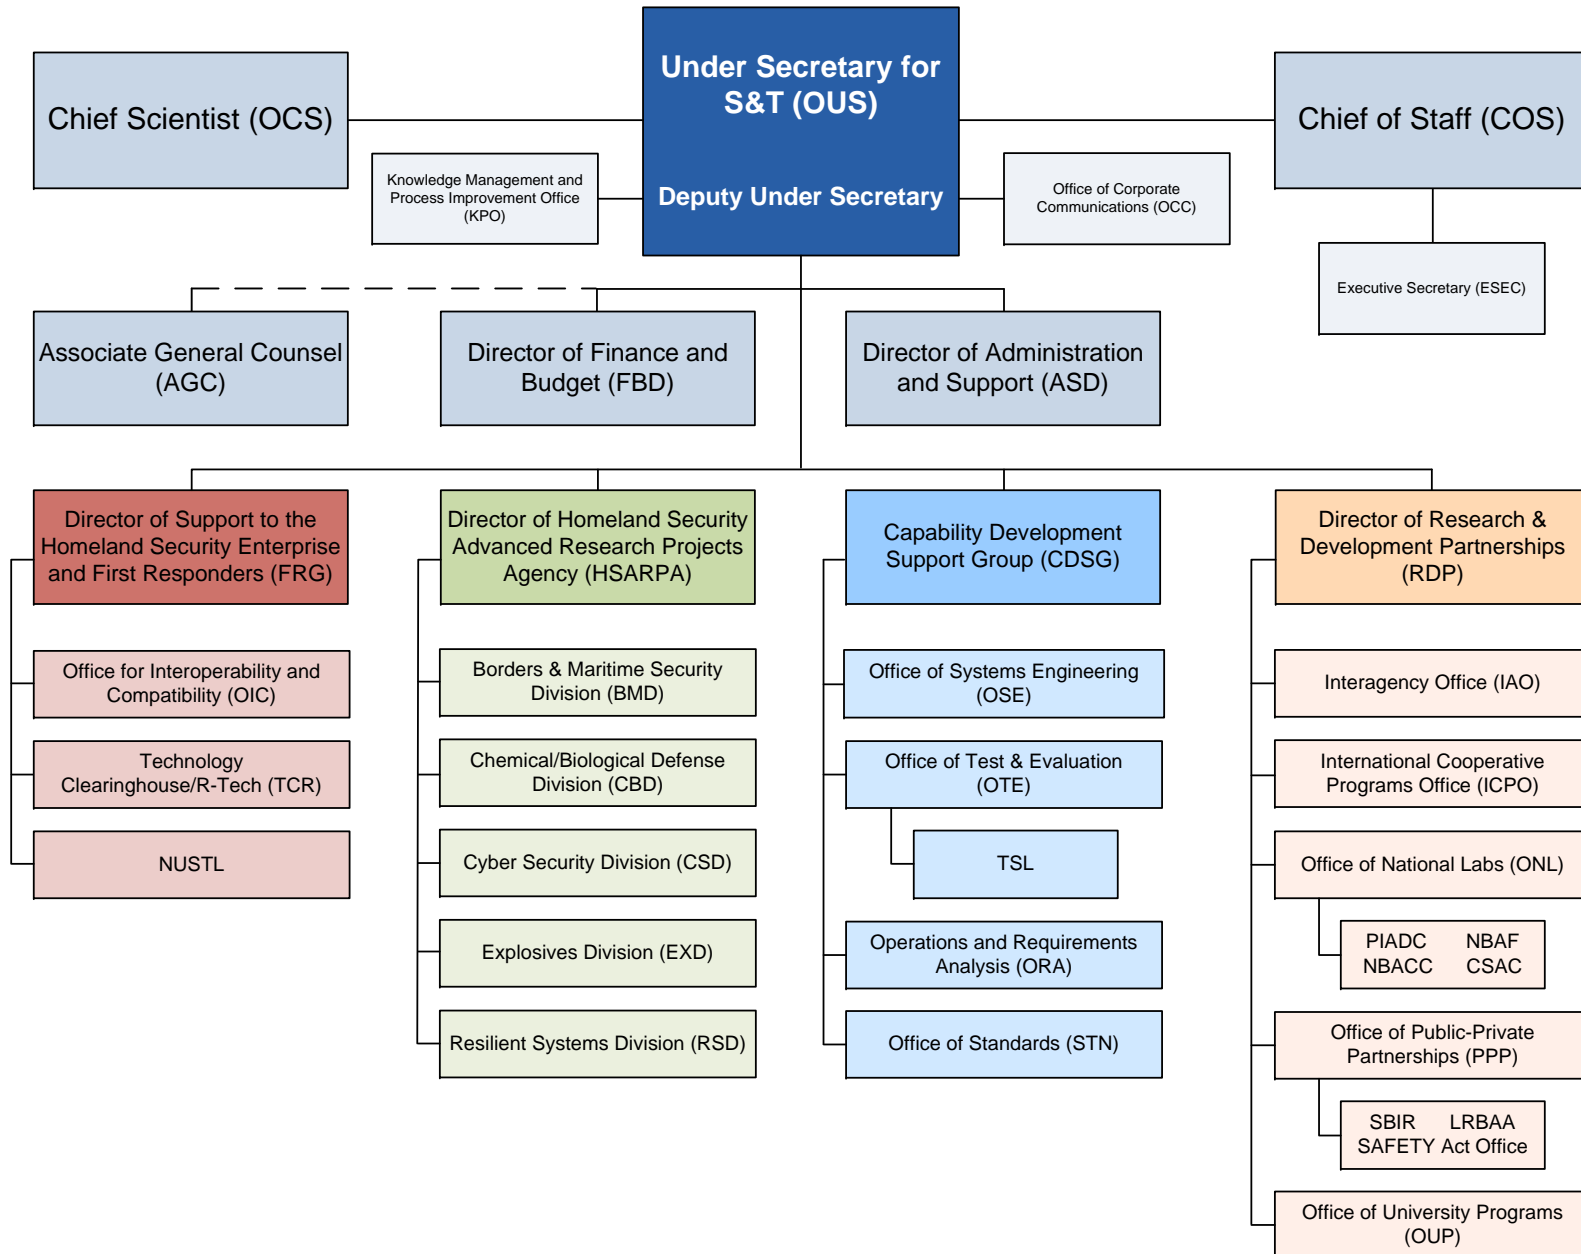 Under Secretary for
S&T (OUS)
Deputy Under Secretary
Chief Scientist (OCS)
Chief of Staff (COS)
Knowledge Management and
Process Improvement Office
(KPO)
Office of Corporate
Communications (OCC)
Executive Secretary (ESEC)
Associate General Counsel
(AGC)
Director of Finance and
Budget (FBD)
Director of Administration
and Support (ASD)
Director of Support to the
Homeland Security Enterprise
and First Responders (FRG)
Office for Interoperability and
Compatibility (OIC)
Technology
Clearinghouse/R-Tech (TCR)
NUSTL
Director of Homeland Security
Advanced Research Projects
Agency (HSARPA)
Borders & Maritime Security
Division (BMD)
Chemical/Biological Defense
Division (CBD)
Cyber Security Division (CSD)
Explosives Division (EXD)
Resilient Systems Division (RSD)
Capability Development
Support Group (CDSG)
Office of Systems Engineering
(OSE)
Office of Test & Evaluation
(OTE)
TSL
Operations and Requirements
Analysis (ORA)
Office of Standards (STN)
Director of Research &
Development Partnerships
(RDP)
Interagency Office (IAO)
International Cooperative
Programs Office (ICPO)
Office of National Labs (ONL)
PIADC NBAF
NBACC CSAC
Office of Public-Private
Partnerships (PPP)
SBIR LRBAA
SAFETY Act Office
Office of University Programs
(OUP)